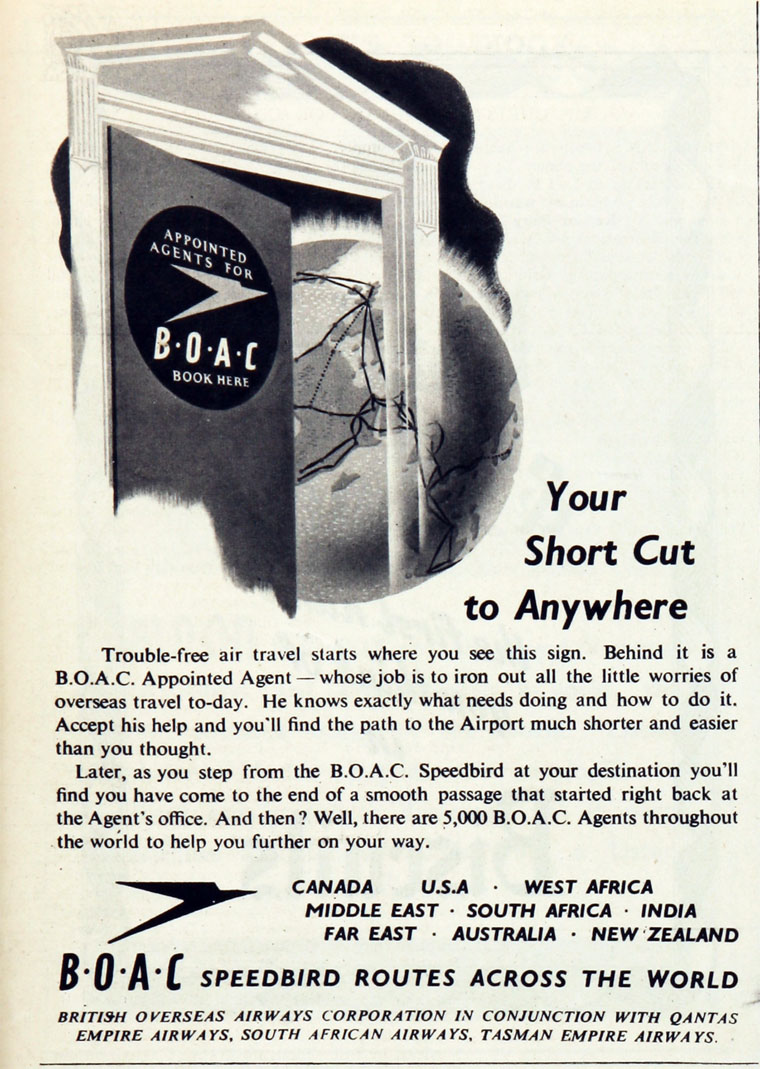 APPOINTED
AGENTS FOR
B·O·A·C
BOOK HERE
Your
Short Cut
to Anywhere
Trouble-free air travel starts where you see this sign. Behind it is a
B.O.A.C. Appointed Agent — whose job is to iron out all the little worries of
overseas travel to-day. He knows exactly what needs doing and how to do it.
Accept his help and you'll find the path to the Airport much shorter and easier
than you thought.
Later, as you step from the B.O.A.C. Speedbird at your destination you'll
find you have come to the end of a smooth passage that started right back at
the Agent's office. And then? Well, there are 5,000 B.O.A.C. Agents throughout
the world to help you further on your way.
CANADA U.S.A · WEST AFRICA
MIDDLE EAST · SOUTH AFRICA · INDIA
FAR EAST · AUSTRALIA · NEW ZEALAND
B·O·A·C SPEEDBIRD ROUTES ACROSS THE WORLD
BRITISH OVERSEAS AIRWAYS CORPORATION IN CONJUNCTION WITH QANTAS
EMPIRE AIRWAYS, SOUTH AFRICAN AIRWAYS, TASMAN EMPIRE AIRWAYS.